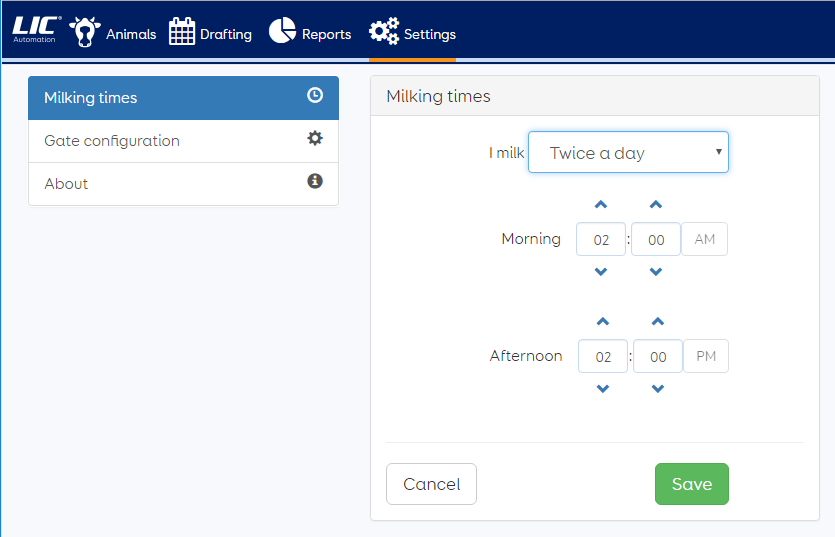 LIC®
Automation
Animals
Drafting
Reports
Settings
Milking times
Gate configuration
About
Milking times
I milk Twice a day
Morning 02 : 00 AM
Afternoon 02 : 00 PM
Cancel Save